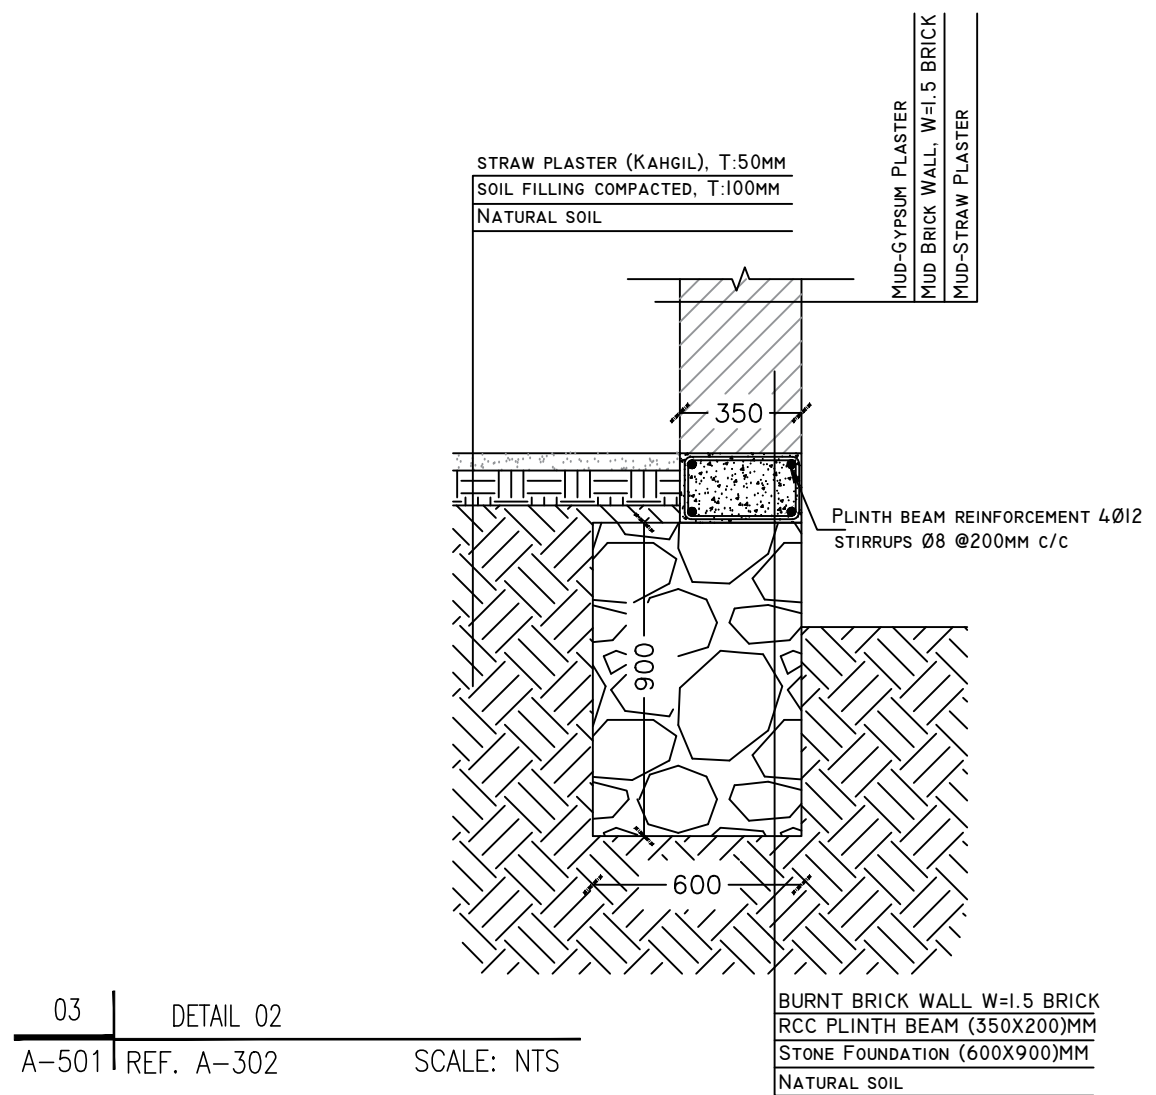 MUD-GYPSUM PLASTER
MUD BRICK WALL, W=1.5 BRICK
MUD-STRAW PLASTER
STRAW PLASTER (KAHGIL), T:50MM
SOIL FILLING COMPACTED, T:100MM
NATURAL SOIL
350
PLINTH BEAM REINFORCEMENT 4Ø12
STIRRUPS Ø8 @200MM C/C
900
600
BURNT BRICK WALL W=1.5 BRICK
RCC PLINTH BEAM (350X200)MM
STONE FOUNDATION (600X900)MM
NATURAL SOIL
03 DETAIL 02
A-501 REF. A-302 SCALE: NTS